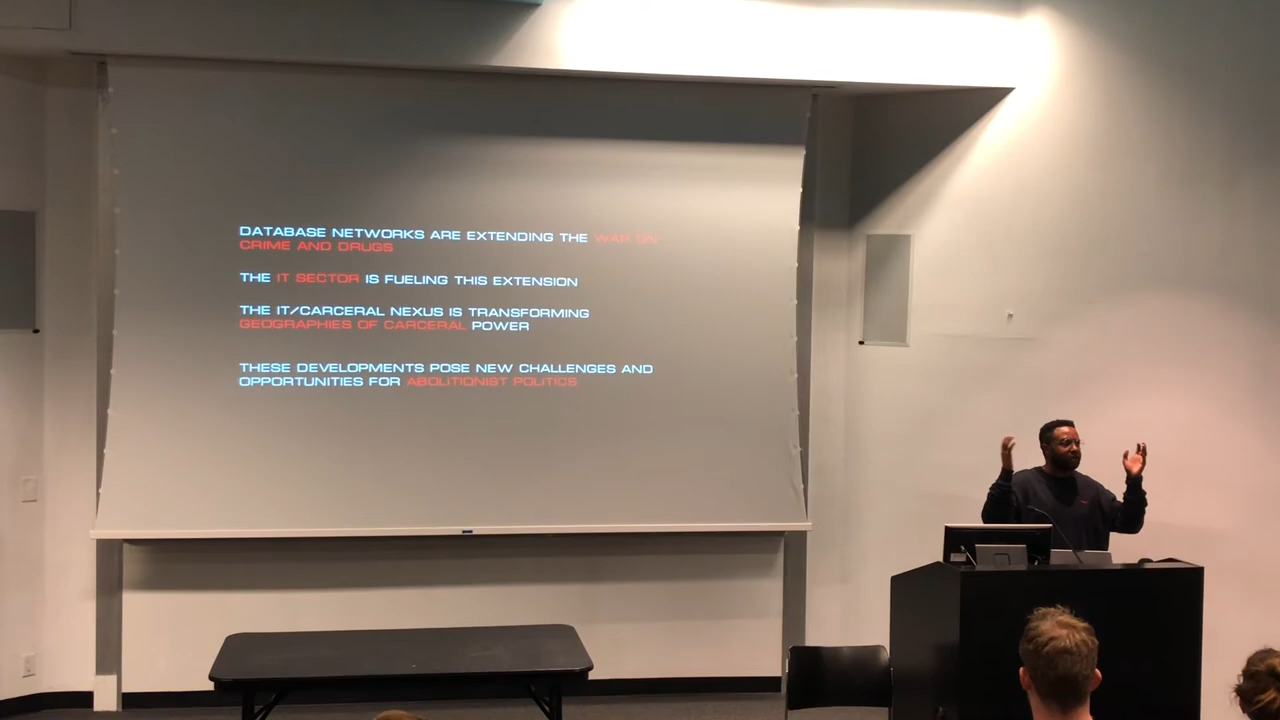 DATABASE NETWORKS ARE EXTENDING THE WAR ON
CRIME AND DRUGS
THE IT SECTOR IS FUELING THIS EXTENSION
THE IT/CARCERAL NEXUS IS TRANSFORMING
GEOGRAPHIES OF CARCERAL POWER
THESE DEVELOPMENTS POSE NEW CHALLENGES AND
OPPORTUNITIES FOR ABOLITIONIST POLITICS